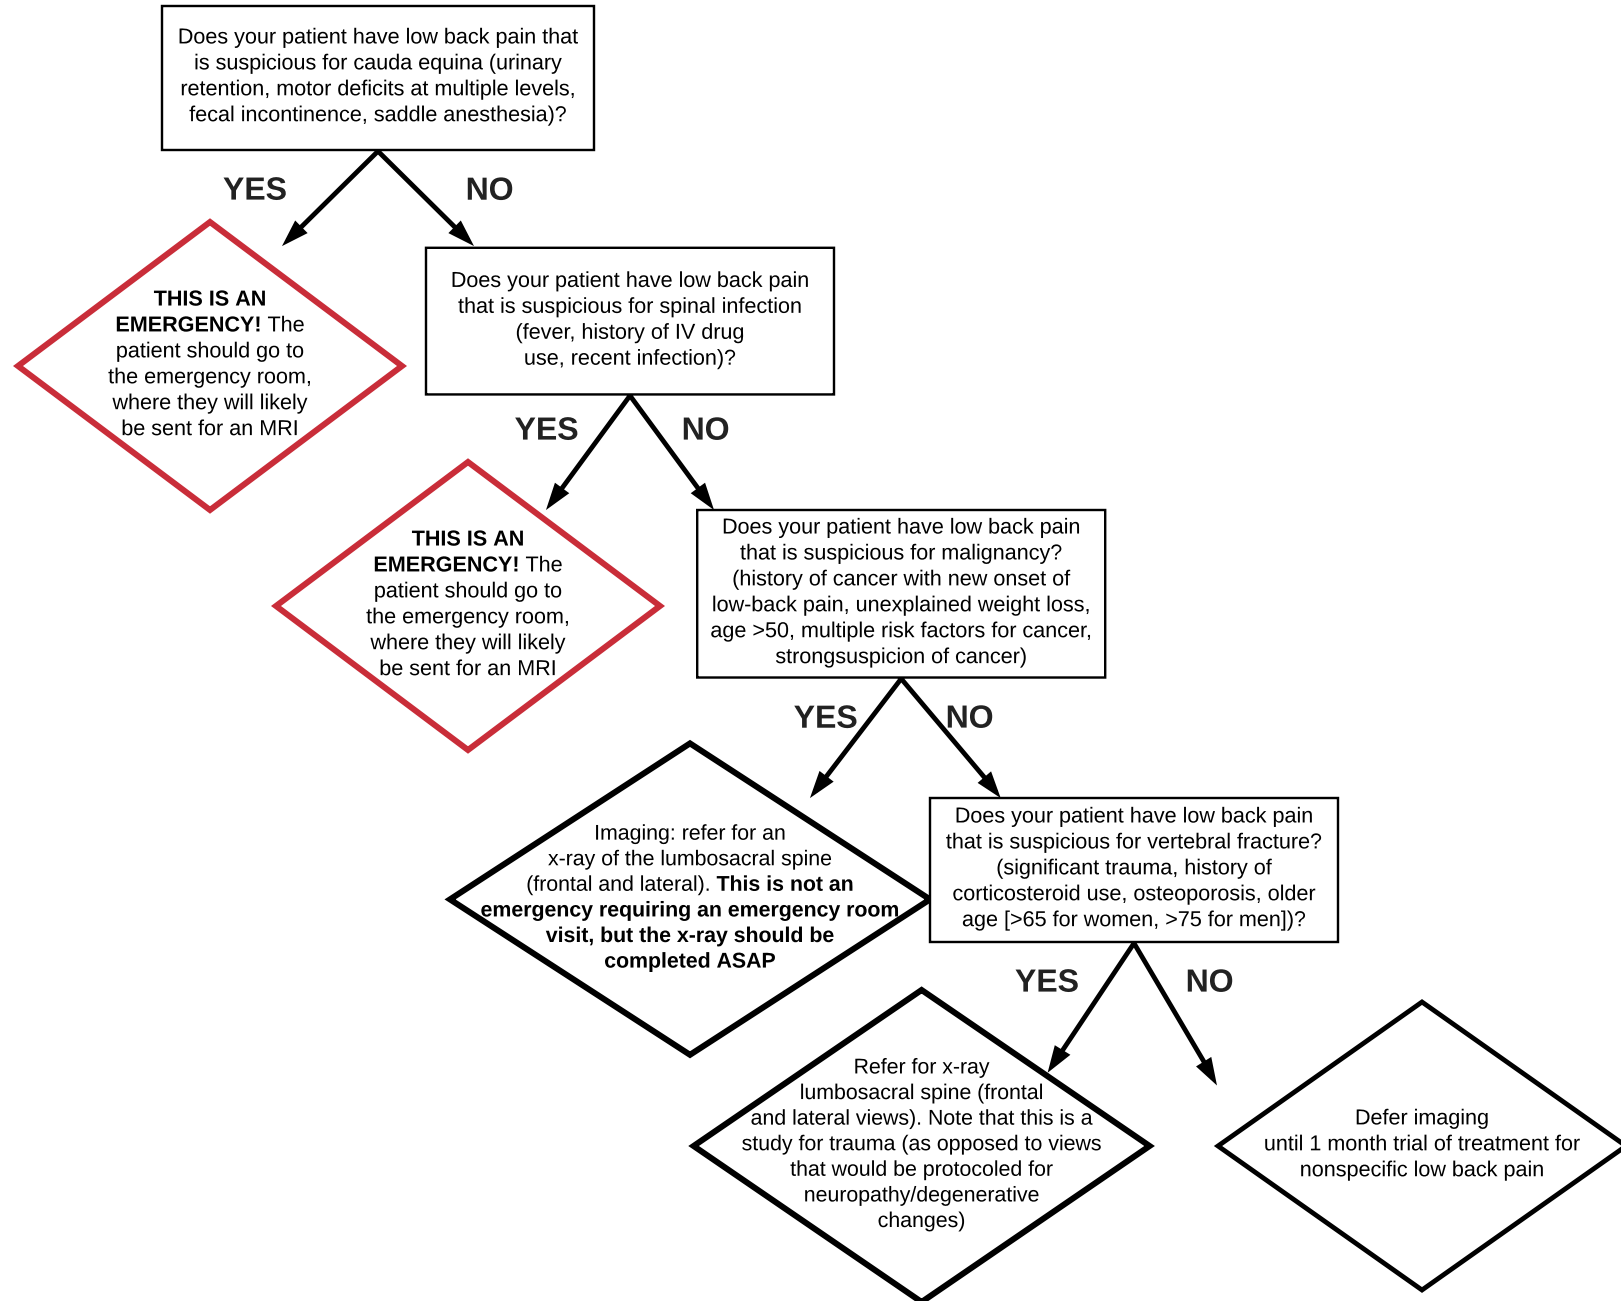 Does your patient have low back pain that
is suspicious for cauda equina (urinary
retention, motor deficits at multiple levels,
fecal incontinence, saddle anesthesia)?
YES
NO
THIS IS AN
EMERGENCY! The
patient should go to
the emergency room,
where they will likely
be sent for an MRI
Does your patient have low back pain
that is suspicious for spinal infection
(fever, history of IV drug
use, recent infection)?
YES
NO
THIS IS AN
EMERGENCY! The
patient should go to
the emergency room,
where they will likely
be sent for an MRI
Does your patient have low back pain
that is suspicious for malignancy?
(history of cancer with new onset of
low-back pain, unexplained weight loss,
age >50, multiple risk factors for cancer,
strongsuspicion of cancer)
YES
NO
Imaging: refer for an
x-ray of the lumbosacral spine
(frontal and lateral). This is not an
emergency requiring an emergency room
visit, but the x-ray should be
completed ASAP
Does your patient have low back pain
that is suspicious for vertebral fracture?
(significant trauma, history of
corticosteroid use, osteoporosis, older
age [>65 for women, >75 for men])?
YES
NO
Refer for x-ray
lumbosacral spine (frontal
and lateral views). Note that this is a
study for trauma (as opposed to views
that would be protocoled for
neuropathy/degenerative
changes)
Defer imaging
until 1 month trial of treatment for
nonspecific low back pain